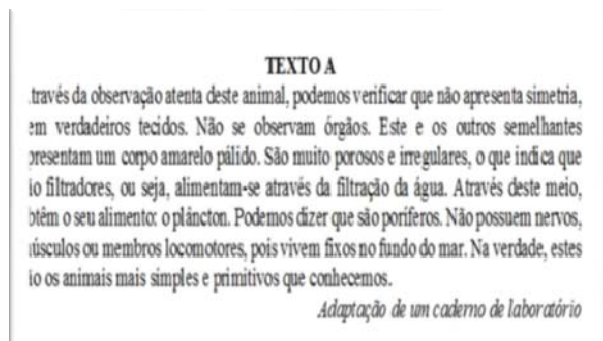 TEXTO A
través da observação atenta deste animal, podemos verificar que não apresenta simetria,
em verdadeiros tecidos. Não se observam órgãos. Este e os outros semelhantes
presentam um corpo amarelo pálido. São muito porosos e irregulares, o que indica que
ão filtradores, ou seja, alimentam-se através da filtração da água. Através deste meio,
btêm o seu alimento: o plâncton. Podemos dizer que são poríferos. Não possuem nervos,
úsculos ou membros locomotores, pois vivem fixos no fundo do mar. Na verdade, estes
ão os animais mais simples e primitivos que conhecemos.
Adaptação de um caderno de laboratório